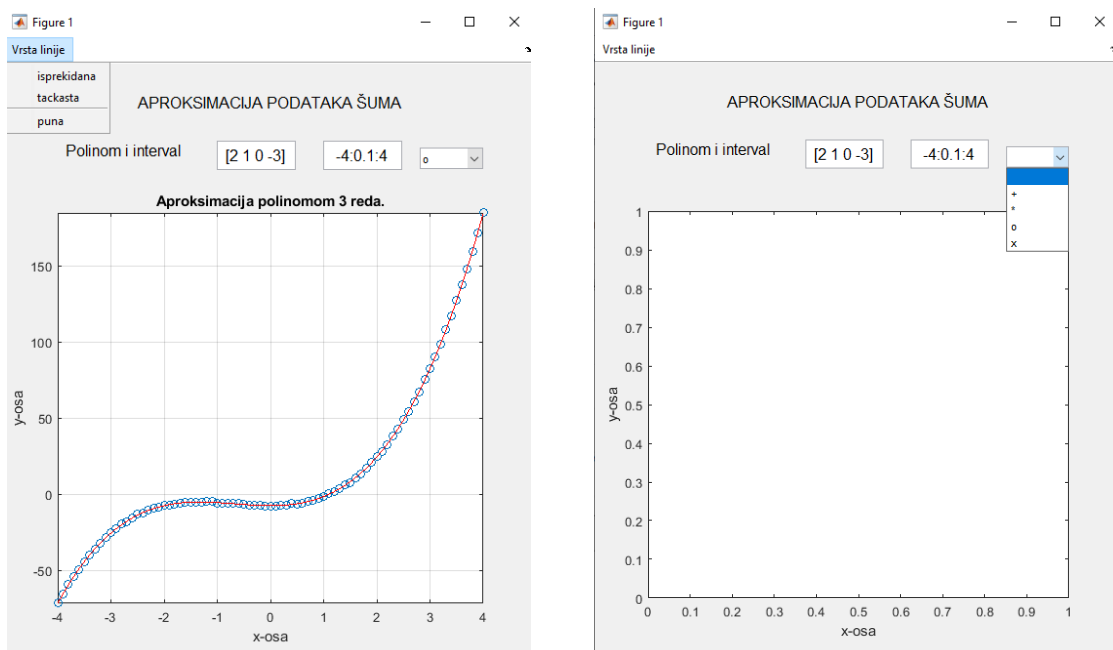 Figure 1
Vrsta linije
isprekidana
tackasta
puna
APROKSIMACIJA PODATAKA ŠUMA
Polinom i interval
[2 1 0 -3]
-4:0.1:4
o
Aproksimacija polinomom 3 reda.
150
100
50
0
-50
-4
-3
-2
-1
0
1
2
3
4
y-osa
x-osa
Figure 1
Vrsta linije
APROKSIMACIJA PODATAKA ŠUMA
Polinom i interval
[2 1 0 -3]
-4:0.1:4
+
*
o
x
1
0.9
0.8
0.7
0.6
0.5
0.4
0.3
0.2
0.1
0
0
0.1
0.2
0.3
0.4
0.5
0.6
0.7
0.8
0.9
1
y-osa
x-osa